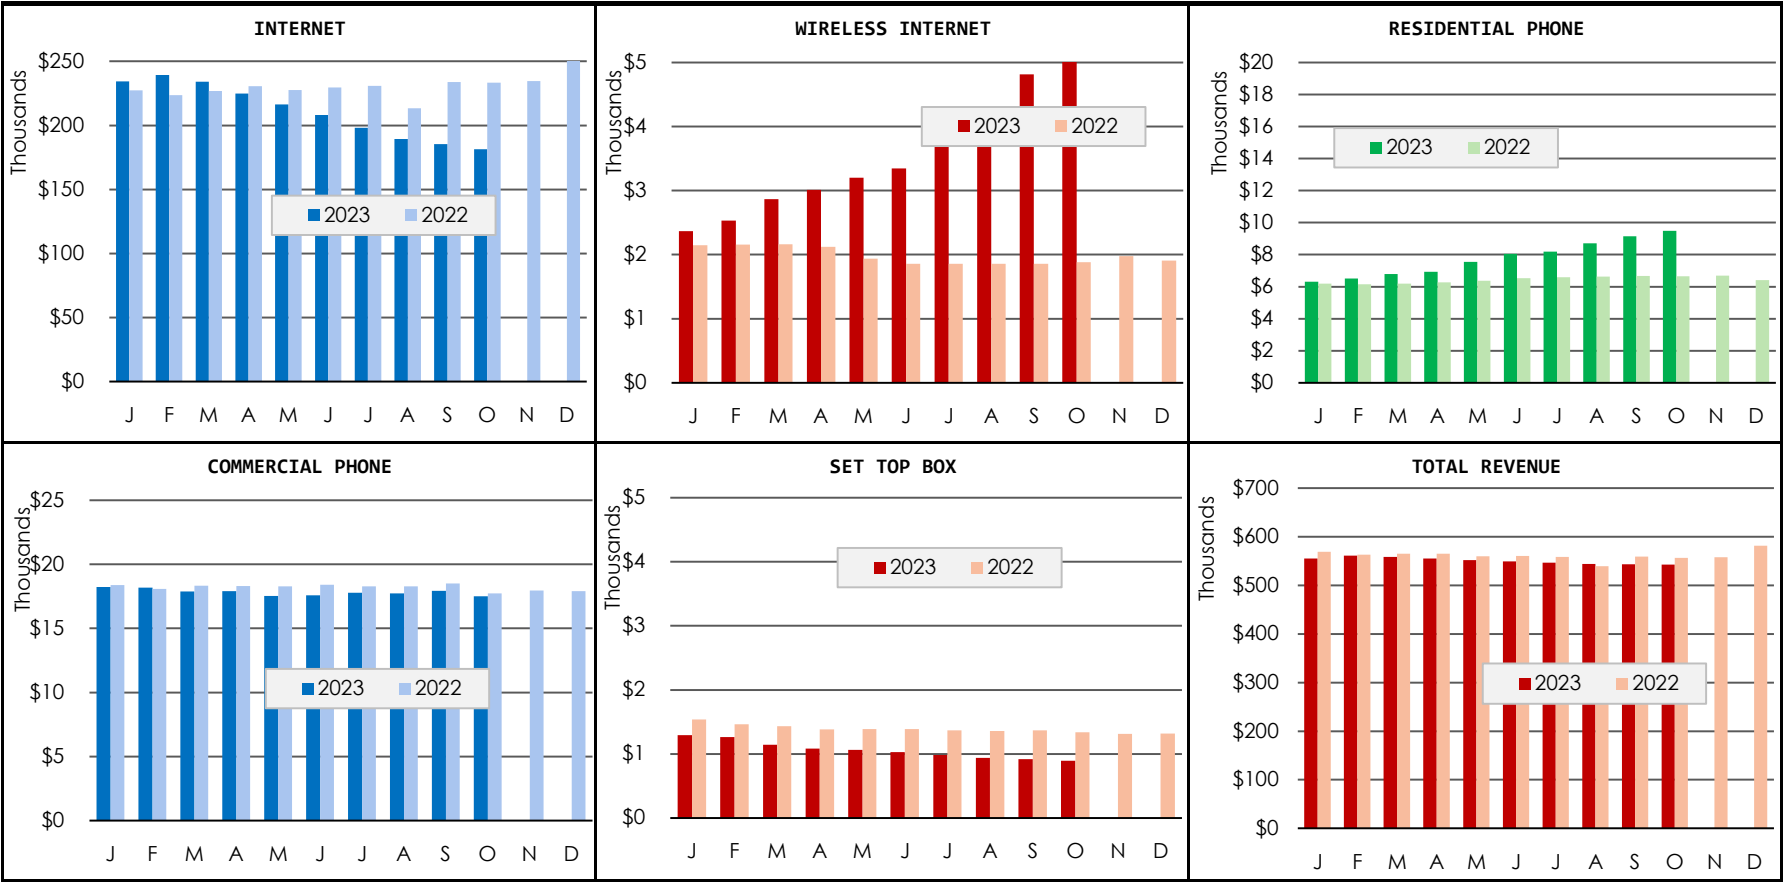 INTERNET
Thousands
$250
$200
$150
$100
$50
$0
2023 2022
J F M A M J J A S O N D
WIRELESS INTERNET
Thousands
$5
$4
$3
$2
$1
$0
2023 2022
J F M A M J J A S O N D
RESIDENTIAL PHONE
Thousands
$20
$18
$16
$14
$12
$10
$8
$6
$4
$2
$0
2023 2022
J F M A M J J A S O N D
COMMERCIAL PHONE
Thousands
$25
$20
$15
$10
$5
$0
2023 2022
J F M A M J J A S O N D
SET TOP BOX
Thousands
$5
$4
$3
$2
$1
$0
2023 2022
J F M A M J J A S O N D
TOTAL REVENUE
Thousands
$700
$600
$500
$400
$300
$200
$100
$0
2023 2022
J F M A M J J A S O N D